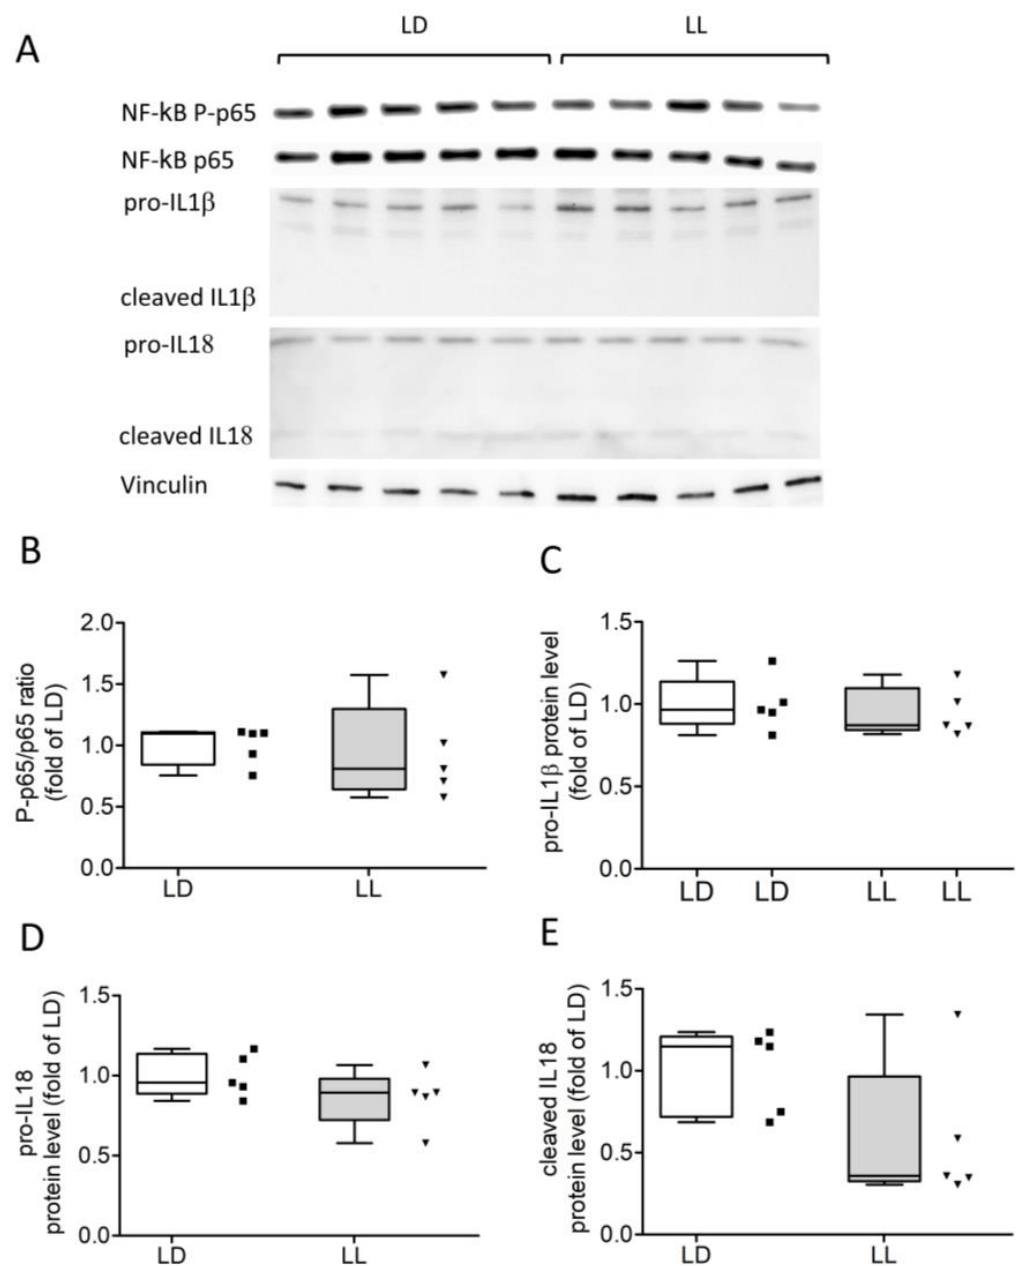 A
LD
LL
NF-kB P-p65
NF-kB p65
pro-IL1β
cleaved IL1β
pro-IL18
cleaved IL18
Vinculin
B
P-p65/p65 ratio
(fold of LD)
2.0
1.5
1.0
0.5
0.0
LD
LL
C
pro-IL1β protein level
(fold of LD)
1.5
1.0
0.5
0.0
LD
LD
LL
LL
D
pro-IL18
protein level (fold of LD)
1.5
1.0
0.5
0.0
LD
LL
E
cleaved IL18
protein level (fold of LD)
1.5
1.0
0.5
0.0
LD
LL